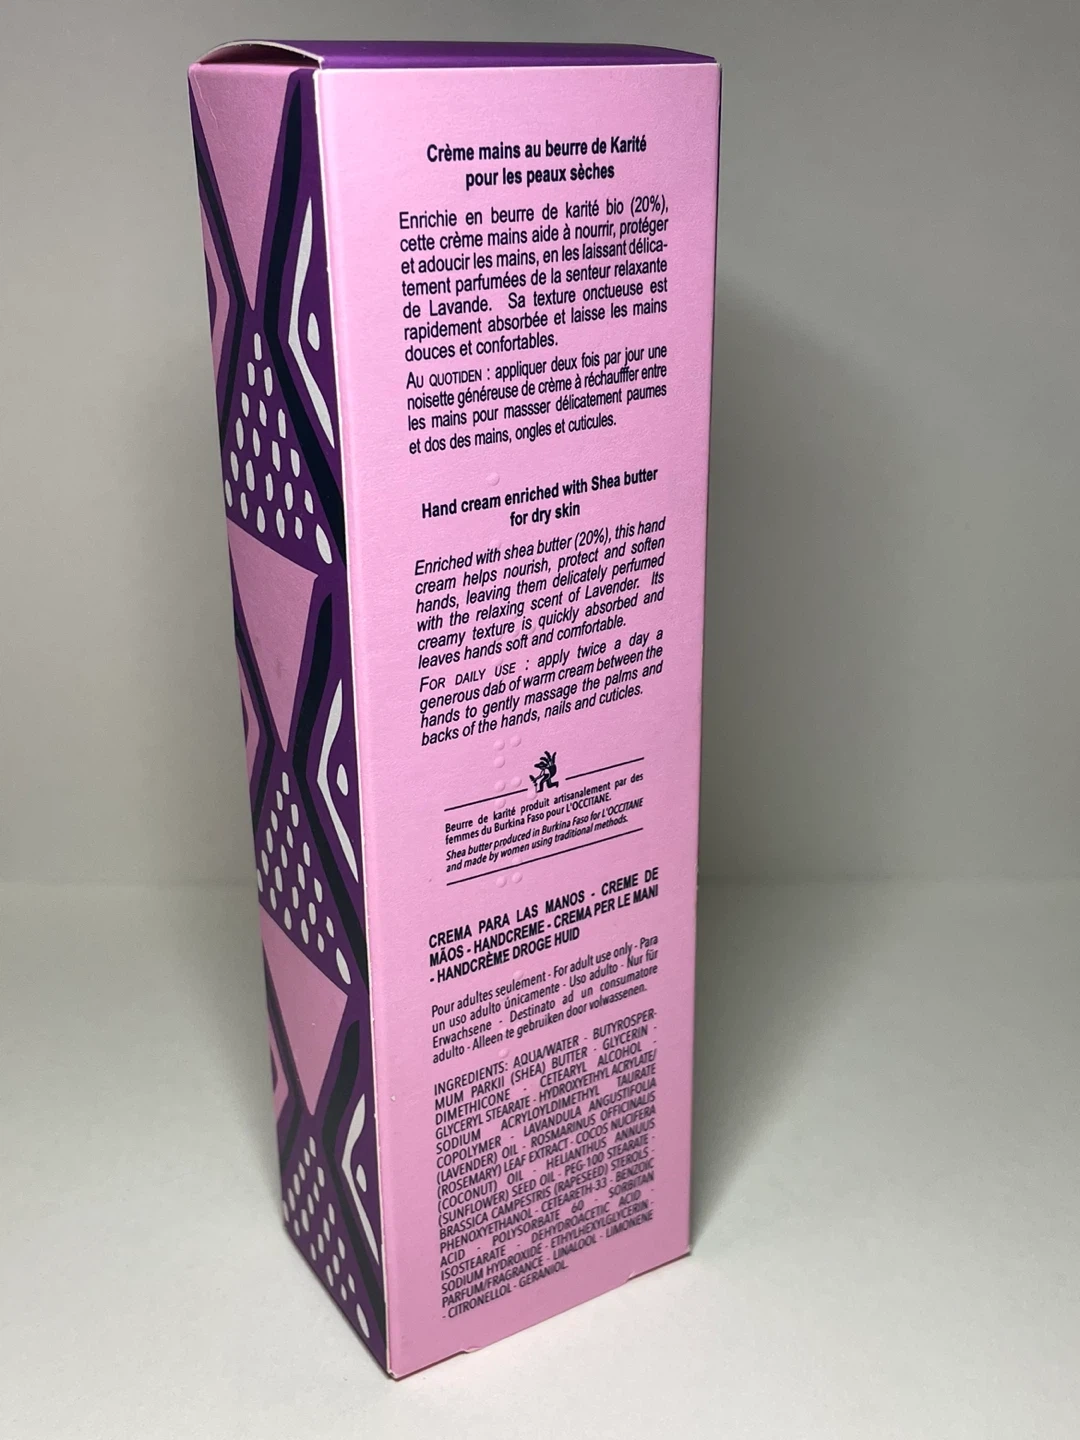 Crème mains au beurre de Karité
pour les peaux sèches
Enrichie en beurre de karité bio (20%),
cette crème mains aide à nourrir, protéger
et adoucir les mains, en les laissant délica-
tement parfumées de la senteur relaxante
de Lavande. Sa texture onctueuse est
rapidement absorbée et laisse les mains
douces et confortables.
AU QUOTIDIEN : appliquer deux fois par jour une
noisette généreuse de crème à réchaufffer entre
les mains pour massser délicatement paumes
et dos des mains, ongles et cuticules.
Hand cream enriched with Shea butter
for dry skin
Enriched with shea butter (20%), this hand
cream helps nourish, protect and soften
hands, leaving them delicately perfumed
with the relaxing scent of Lavender. Its
creamy texture is quickly absorbed and
leaves hands soft and comfortable.
FOR DAILY USE : apply twice a day a
generous dab of warm cream between the
hands to gently massage the palms and
backs of the hands, nails and cuticles.
Beurre de karité produit artisanalement par des
femmes du Burkina Faso pour L'OCCITANE.
Shea butter produced in Burkina Faso for L'OCCITANE
and made by women using traditional methods.
CREMA PARA LAS MANOS - CREME DE
MÃOS - HANDCREME - CREMA PER LE MANI
- HANDCRÈME DROGE HUID
Pour adultes seulement - For adult use only - Para
un uso adulto únicamente - Uso adulto - Nur für
Erwachsene - Destinato ad un consumatore
adulto - Alleen te gebruiken door volwassenen.
INGREDIENTS: AQUA/WATER - BUTYROSPER-
MUM PARKII (SHEA) BUTTER - GLYCERIN -
DIMETHICONE - CETEARYL ALCOHOL -
GLYCERYL STEARATE - HYDROXYETHYL ACRYLATE/
SODIUM ACRYLOYLDIMETHYL TAURATE
COPOLYMER - LAVANDULA ANGUSTIFOLIA
(LAVENDER) OIL - ROSMARINUS OFFICINALIS
(ROSEMARY) LEAF EXTRACT - COCOS NUCIFERA
(COCONUT) OIL - HELIANTHUS ANNUUS
(SUNFLOWER) SEED OIL - PEG-100 STEARATE -
BRASSICA CAMPESTRIS (RAPESEED) STEROLS -
PHENOXYETHANOL - CETEARETH-33 - BENZOIC
ACID - POLYSORBATE 60 - SORBITAN
ISOSTEARATE - DEHYDROACETIC ACID -
SODIUM HYDROXIDE - ETHYLHEXYLGLYCERIN -
PARFUM/FRAGRANCE - LINALOOL - LIMONENE
- CITRONELLOL - GERANIOL.